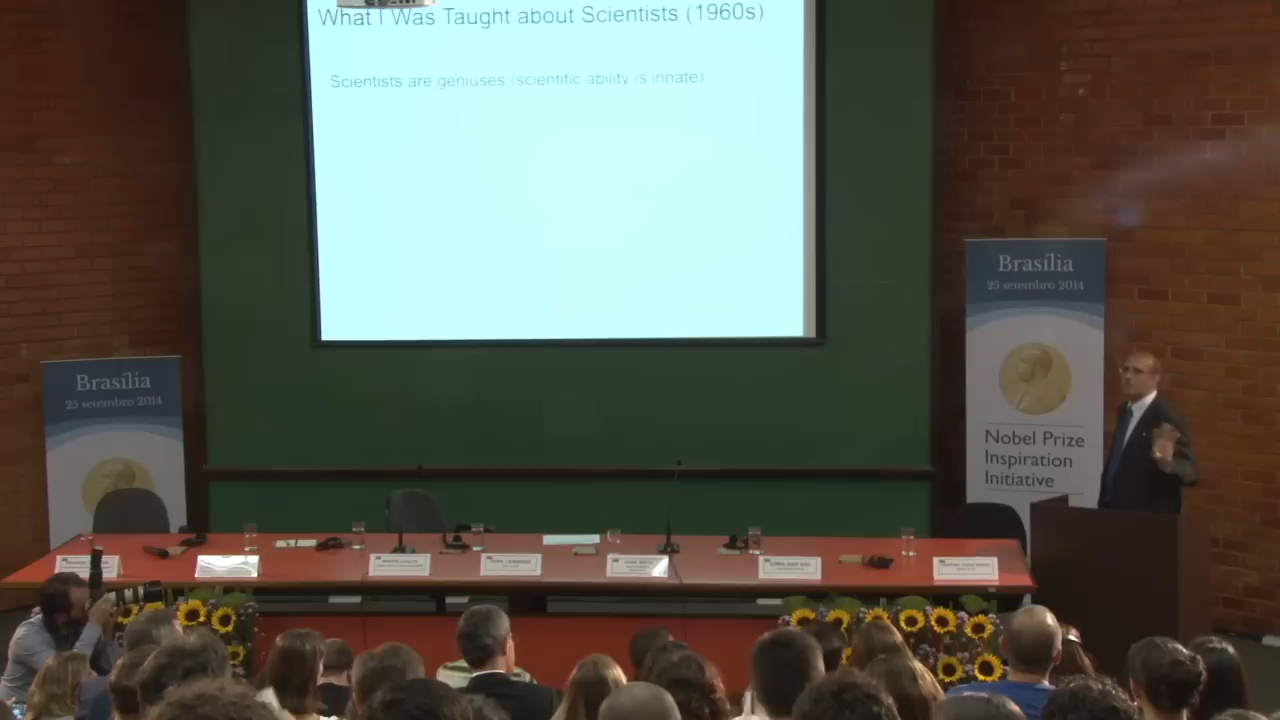 What I Was Taught about Scientists (1960s)
Scientists are geniuses (scientific ability is innate)
Brasília
25 setembro 2014
Nobel Prize
Inspiration
Initiative
Brasília
25 setembro 2014